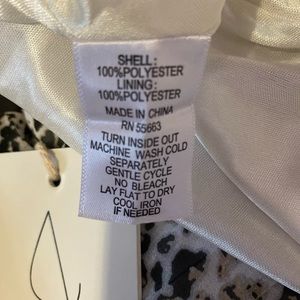 SHELL:
100%POLYESTER
LINING:
100%POLYESTER
MADE IN CHINA
RN 55663
TURN INSIDE OUT
MACHINE WASH COLD
SEPARATELY
GENTLE CYCLE
NO BLEACH
LAY FLAT TO DRY
COOL IRON
IF NEEDED